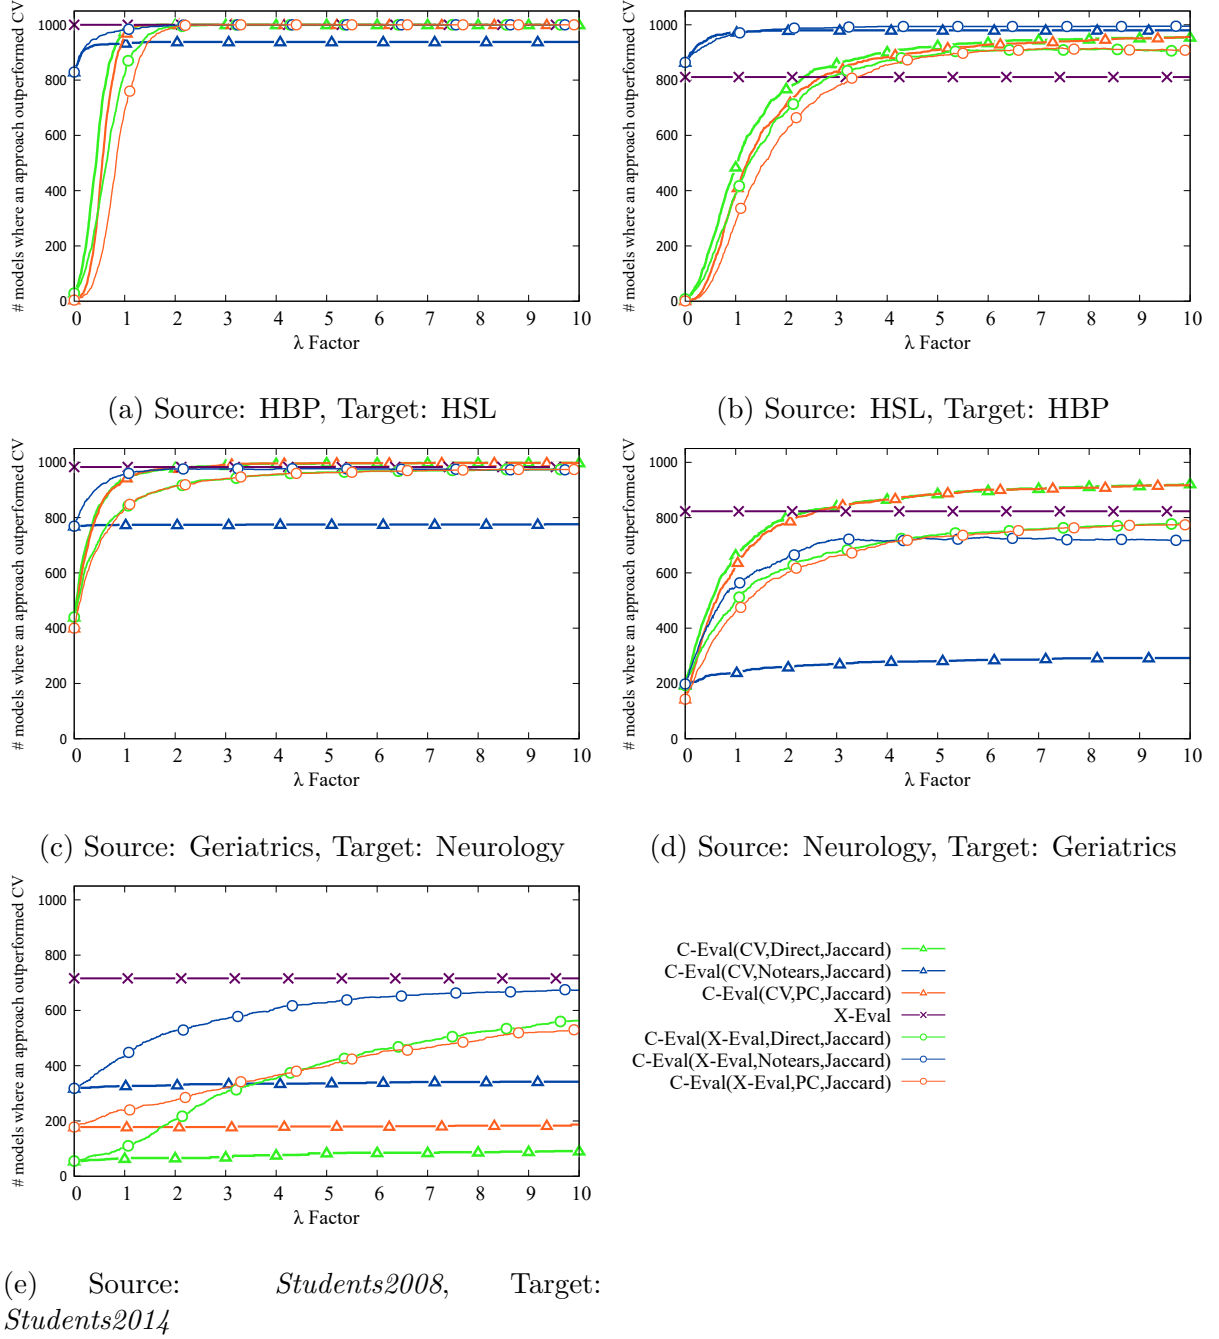 # models where an approach outperformed CV
1000
800
600
400
200
0
0 1 2 3 4 5 6 7 8 9 10
λ Factor
(a) Source: HBP, Target: HSL
# models where an approach outperformed CV
1000
800
600
400
200
0
0 1 2 3 4 5 6 7 8 9 10
λ Factor
(b) Source: HSL, Target: HBP
# models where an approach outperformed CV
1000
800
600
400
200
0
0 1 2 3 4 5 6 7 8 9 10
λ Factor
(c) Source: Geriatrics, Target: Neurology
# models where an approach outperformed CV
1000
800
600
400
200
0
0 1 2 3 4 5 6 7 8 9 10
λ Factor
(d) Source: Neurology, Target: Geriatrics
# models where an approach outperformed CV
1000
800
600
400
200
0
0 1 2 3 4 5 6 7 8 9 10
λ Factor
(e) Source: Students2008, Target:
Students2014
C-Eval(CV,Direct,Jaccard)
C-Eval(CV,Notears,Jaccard)
C-Eval(CV,PC,Jaccard)
X-Eval
C-Eval(X-Eval,Direct,Jaccard)
C-Eval(X-Eval,Notears,Jaccard)
C-Eval(X-Eval,PC,Jaccard)